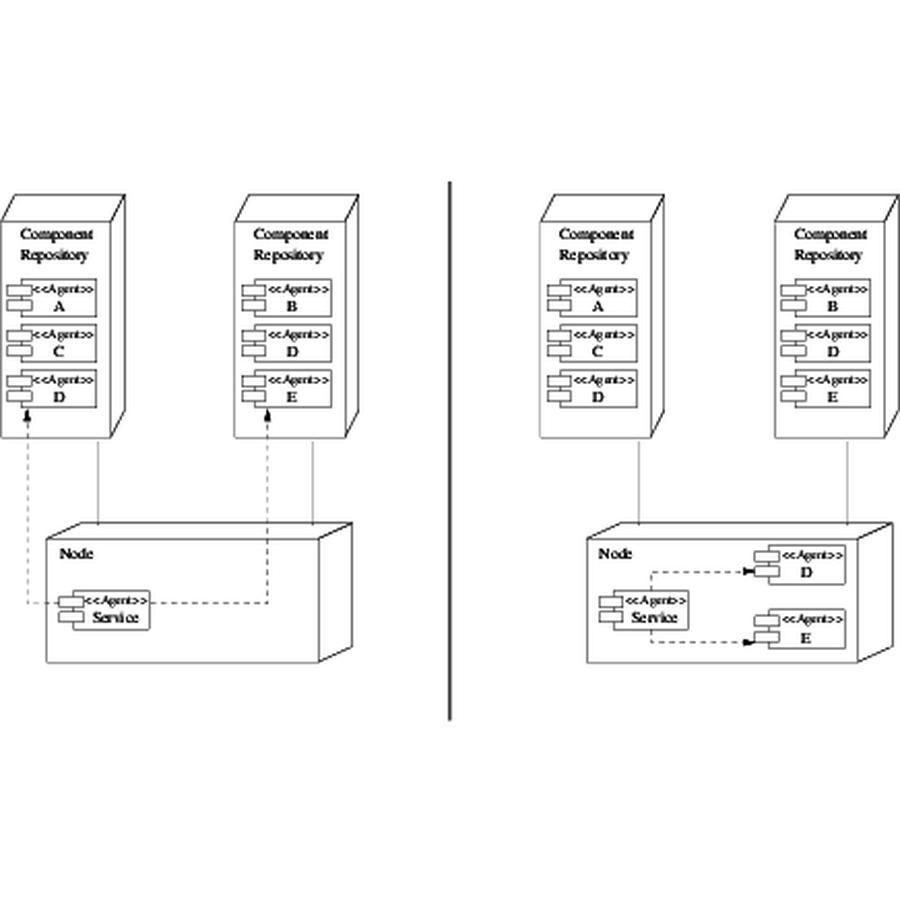 Component
Repository
<<Agent>>
A
<<Agent>>
C
<<Agent>>
D
Component
Repository
<<Agent>>
B
<<Agent>>
D
<<Agent>>
E
Node
<<Agent>>
Service
Component
Repository
<<Agent>>
A
<<Agent>>
C
<<Agent>>
D
Component
Repository
<<Agent>>
B
<<Agent>>
D
<<Agent>>
E
Node
<<Agent>>
Service
<<Agent>>
D
<<Agent>>
E